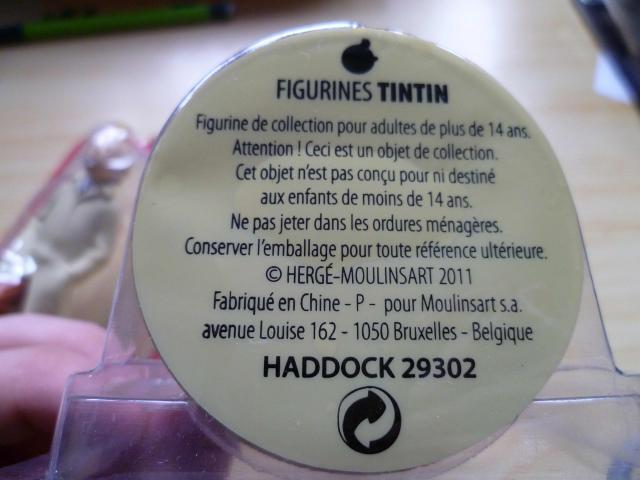 FIGURINES TINTIN
Figurine de collection pour adultes de plus de 14 ans.
Attention ! Ceci est un objet de collection.
Cet objet n'est pas conçu pour ni destiné
aux enfants de moins de 14 ans.
Ne pas jeter dans les ordures ménagères.
Conserver l'emballage pour toute référence ultérieure.
© HERGÉ-MOULINSART 2011
Fabriqué en Chine - P - pour Moulinsart s.a.
avenue Louise 162 - 1050 Bruxelles - Belgique
HADDOCK 29302